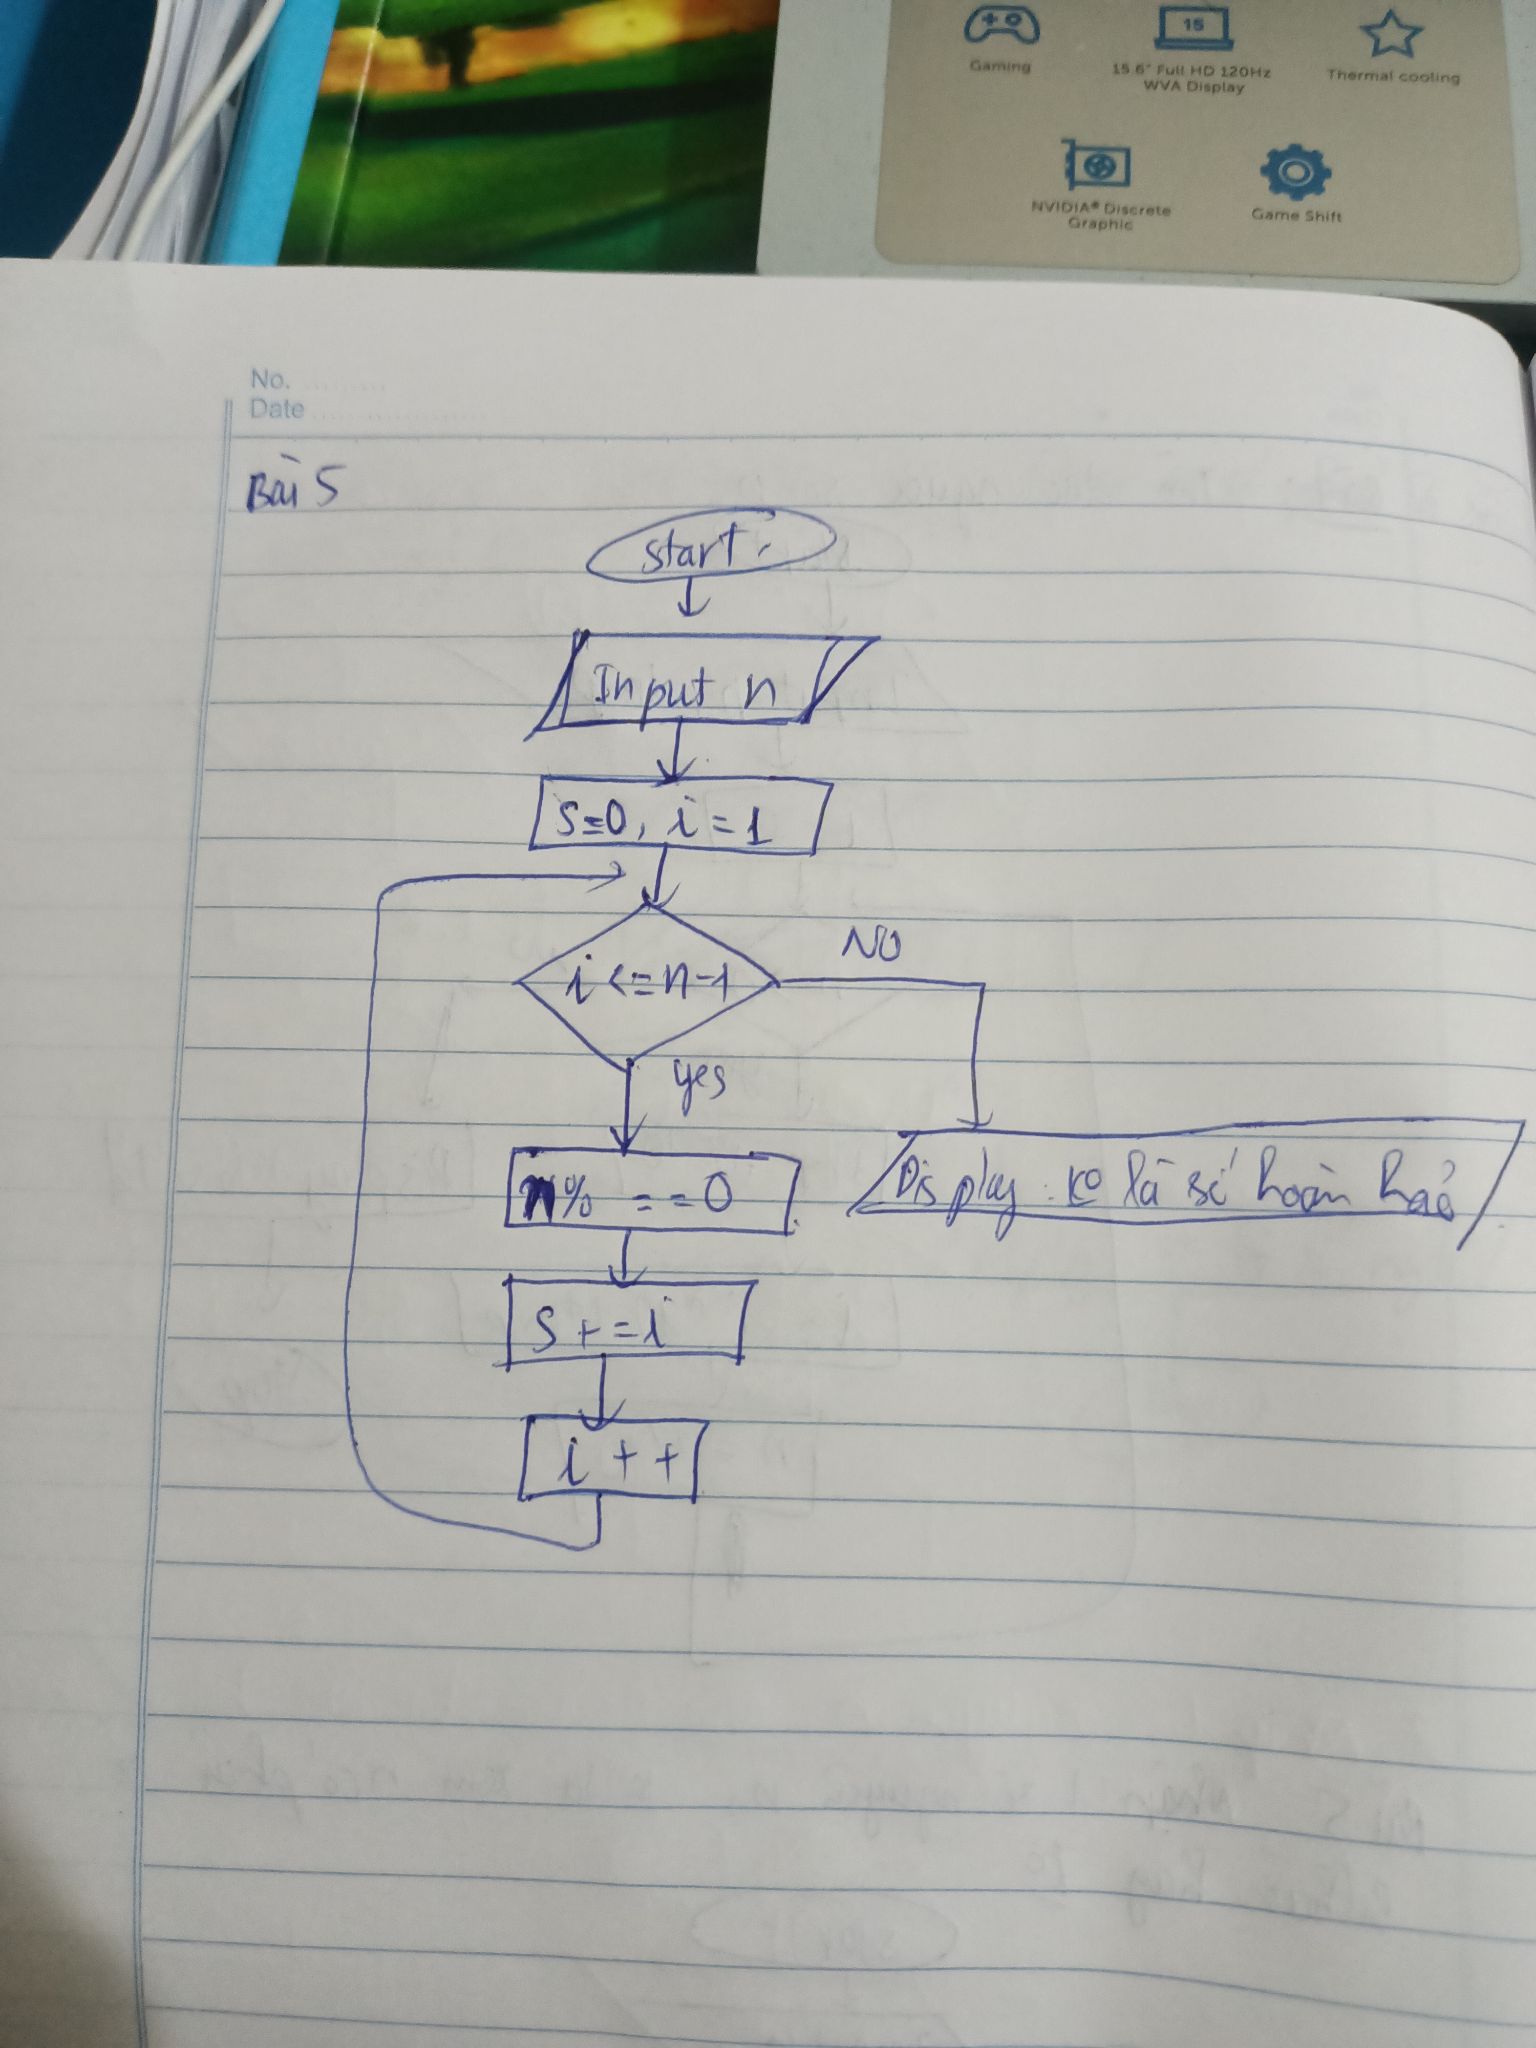 Gaming
15
15.6" Full HD 120Hz
WVA Display
Thermal cooling
NVIDIA® Discrete
Graphic
Game Shift
No.
Date
Bài 5
start
Input n
S=0, i=1
i<=n-1
NO
yes
n% ==0
Display: ko là số hoàn hảo
S+=i
i++